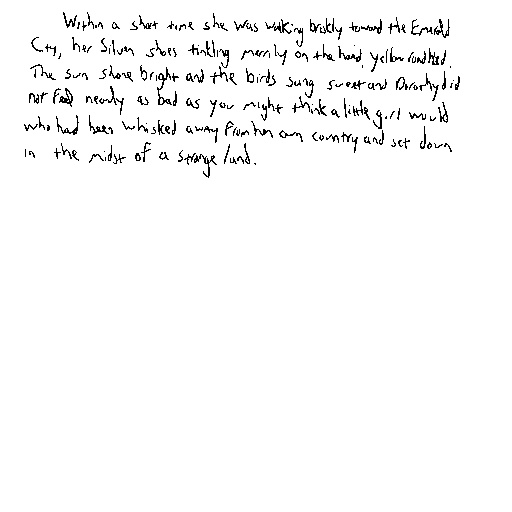 Within a short time she was walking briskly toward the Emerald
City, her Silver Shoes tinkling merrily on the hard, yellow roadbed.
The sun shone bright and the birds sang sweet and Dorothy did
not feel nearly as bad as you might think a little girl would
who had been whisked away from her own country and set down
in the midst of a strange land.